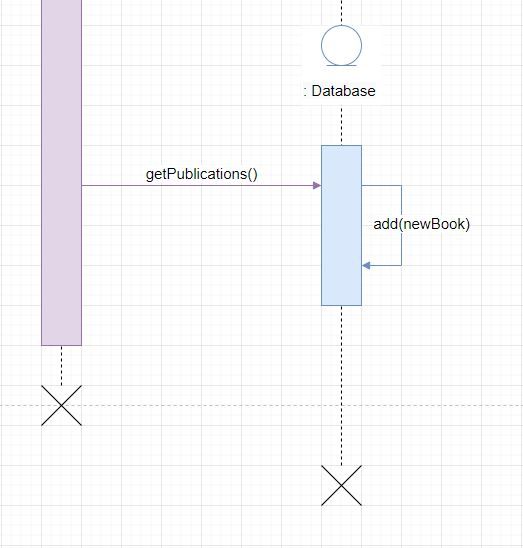 : Database
getPublications()
add(newBook)